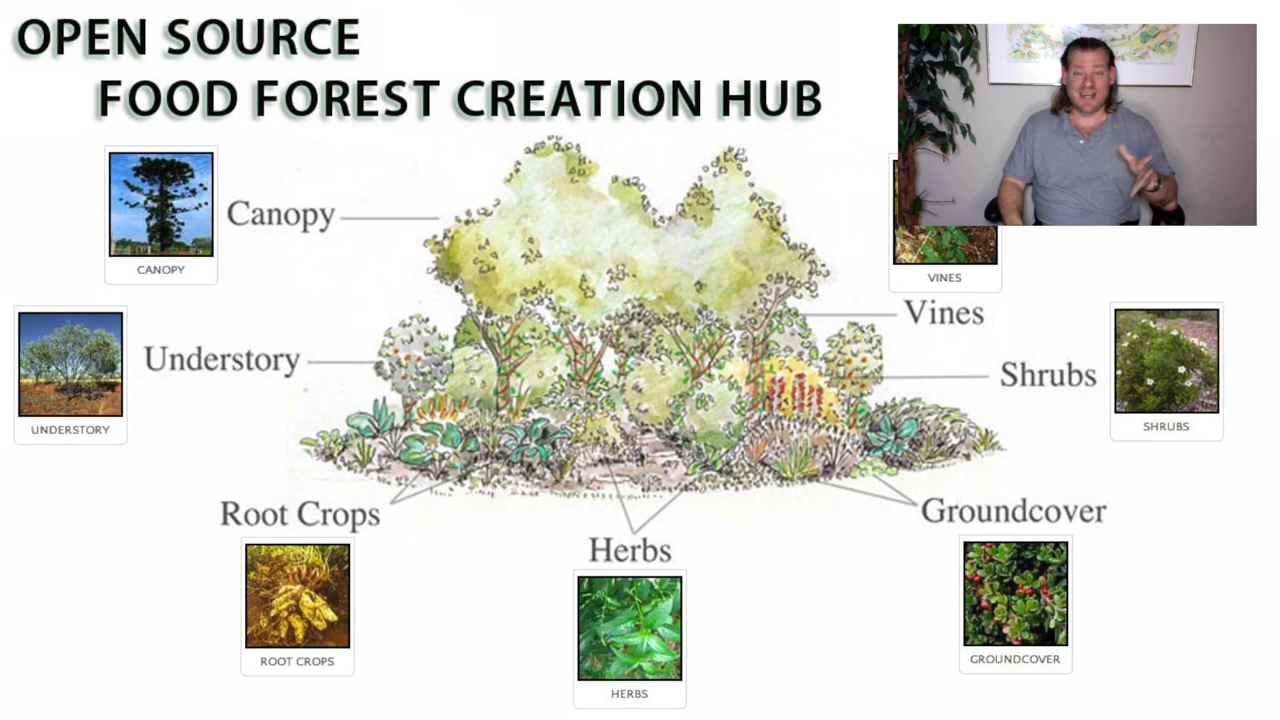 OPEN SOURCE
FOOD FOREST CREATION HUB
Canopy
CANOPY
VINES
Vines
Understory
UNDERSTORY
Shrubs
SHRUBS
Root Crops
ROOT CROPS
Herbs
HERBS
Groundcover
GROUNDCOVER